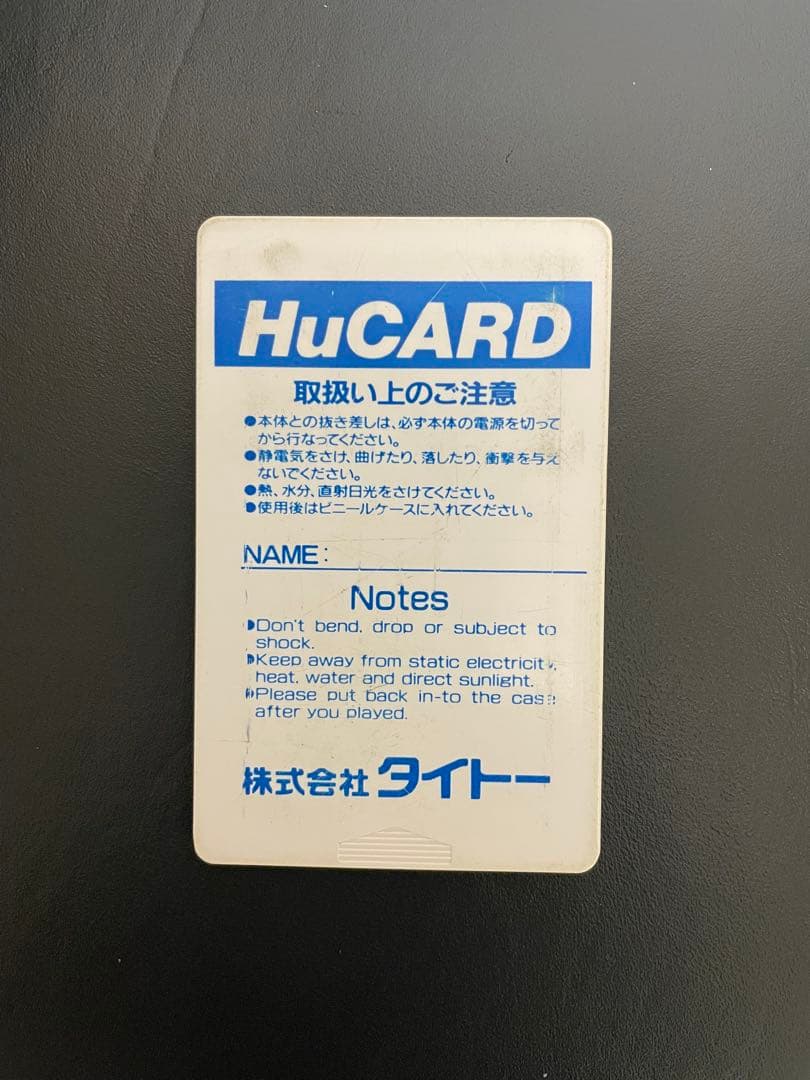 HuCARD
取扱い上のご注意
●本体との抜き差しは、必ず本体の電源を切って
から行なってください。
●静電気をさけ、曲げたり、落したり、衝撃を与え
ないでください。
●熱、水分、直射日光をさけてください。
●使用後はビニールケースに入れてください。
NAME:
Notes
●Don't bend, drop or subject to
shock.
●Keep away from static electricity,
heat, water and direct sunlight.
●Please put back in-to the case
after you played.
株式会社 タイトー